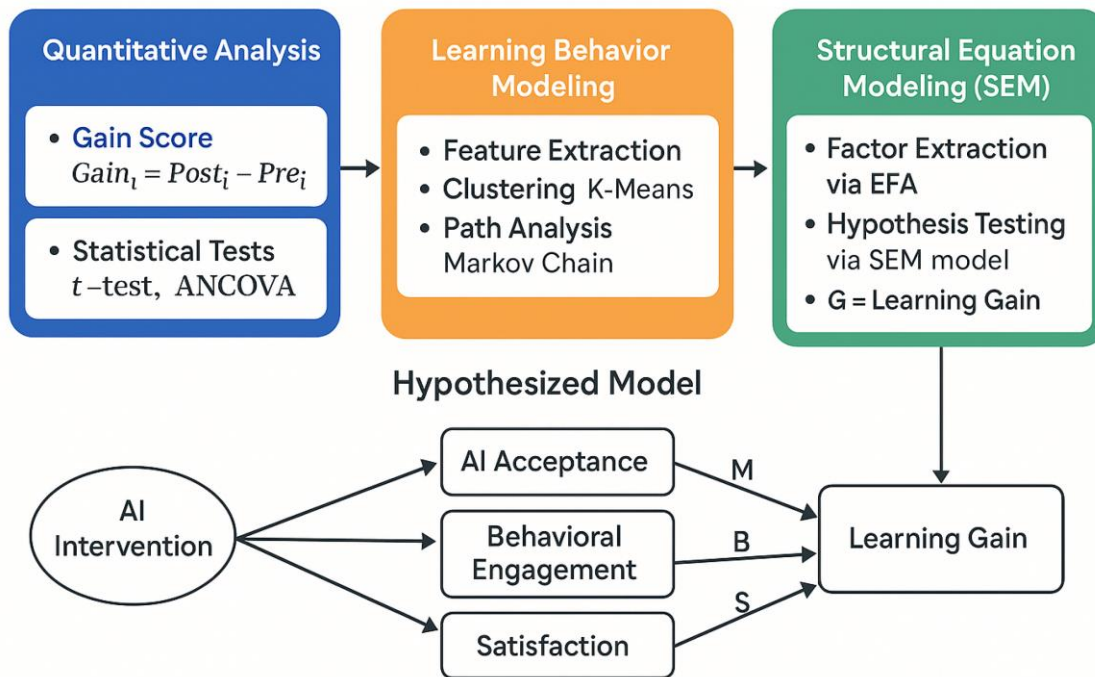 Quantitative Analysis
• Gain Score
Gainᵢ = Postᵢ – Preᵢ
• Statistical Tests
t–test, ANCOVA
Learning Behavior
Modeling
• Feature Extraction
• Clustering K-Means
• Path Analysis
Markov Chain
Structural Equation
Modeling (SEM)
• Factor Extraction
via EFA
• Hypothesis Testing
via SEM model
• G = Learning Gain
Hypothesized Model
AI
Intervention
AI Acceptance
Behavioral
Engagement
Satisfaction
M
B
S
Learning Gain